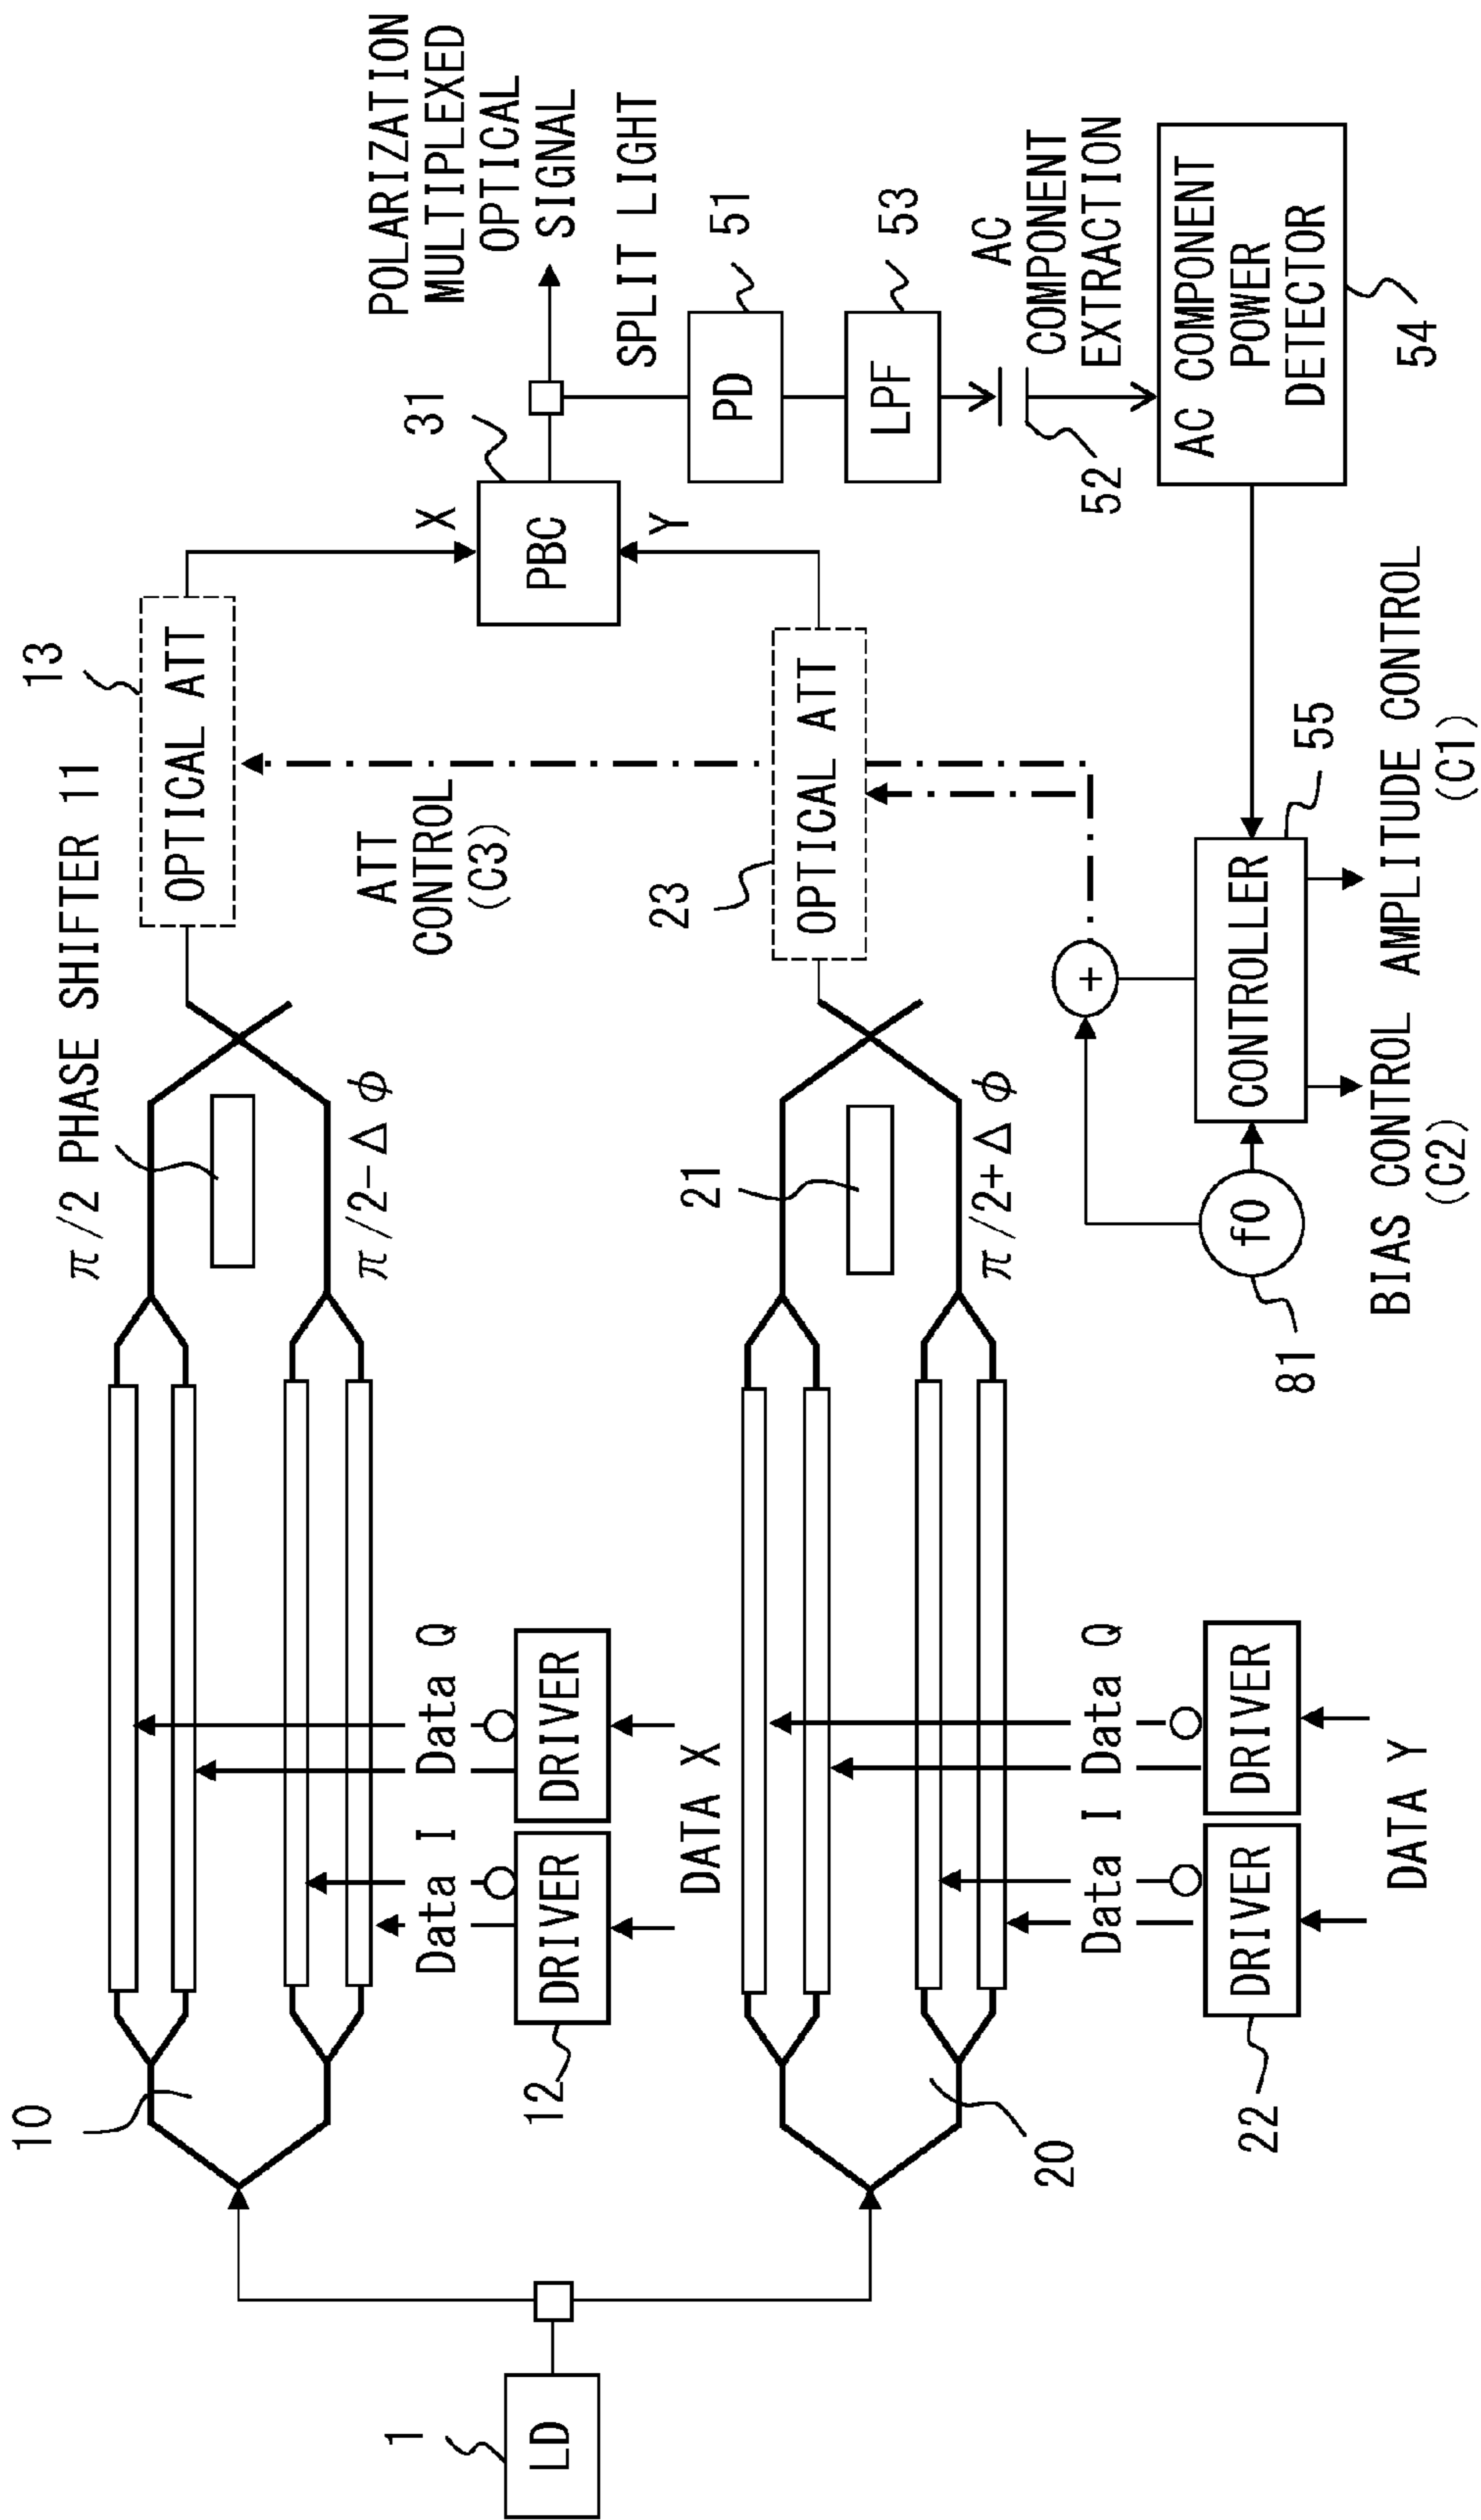 1
LD
10
20
π/2 PHASE SHIFTER 11
π/2−Δφ
Data I Data Q
DRIVER
DRIVER
12
DATA X
21
π/2+Δφ
Data I Data Q
DRIVER
DRIVER
22
DATA Y
13
OPTICAL ATT
ATT
CONTROL
(C3)
23
OPTICAL ATT
X
PBC
Y
31
POLARIZATION
MULTIPLEXED
OPTICAL
SIGNAL
SPLIT LIGHT
PD
51
LPF
53
AC
COMPONENT
EXTRACTION
52
AC COMPONENT
POWER
DETECTOR
54
+
f0
81
CONTROLLER
55
BIAS CONTROL
(C2)
AMPLITUDE CONTROL
(C1)